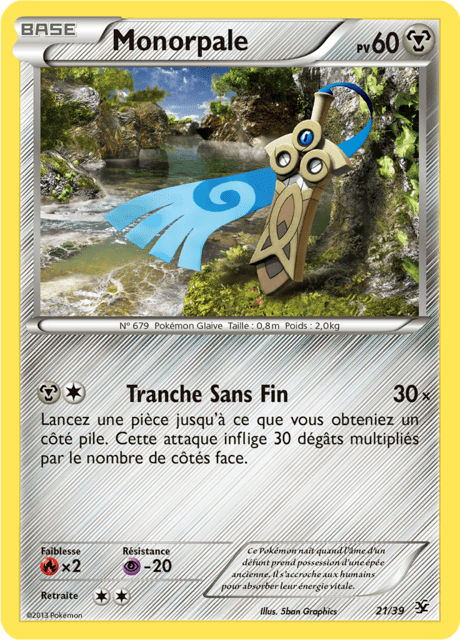 BASE
Monorpale
PV60
N° 679 Pokémon Glaive Taille : 0,8m Poids : 2,0kg
Tranche Sans Fin 30x
Lancez une pièce jusqu'à ce que vous obteniez un
côté pile. Cette attaque inflige 30 dégâts multipliés
par le nombre de côtés face.
Faiblesse
×2
Résistance
-20
Retraite
Ce Pokémon naît quand l'âme d'un
défunt prend possession d'une épée
ancienne. Il s'accroche aux humains
pour absorber leur énergie vitale.
©2013 Pokémon
Illus. 5ban Graphics
21/39